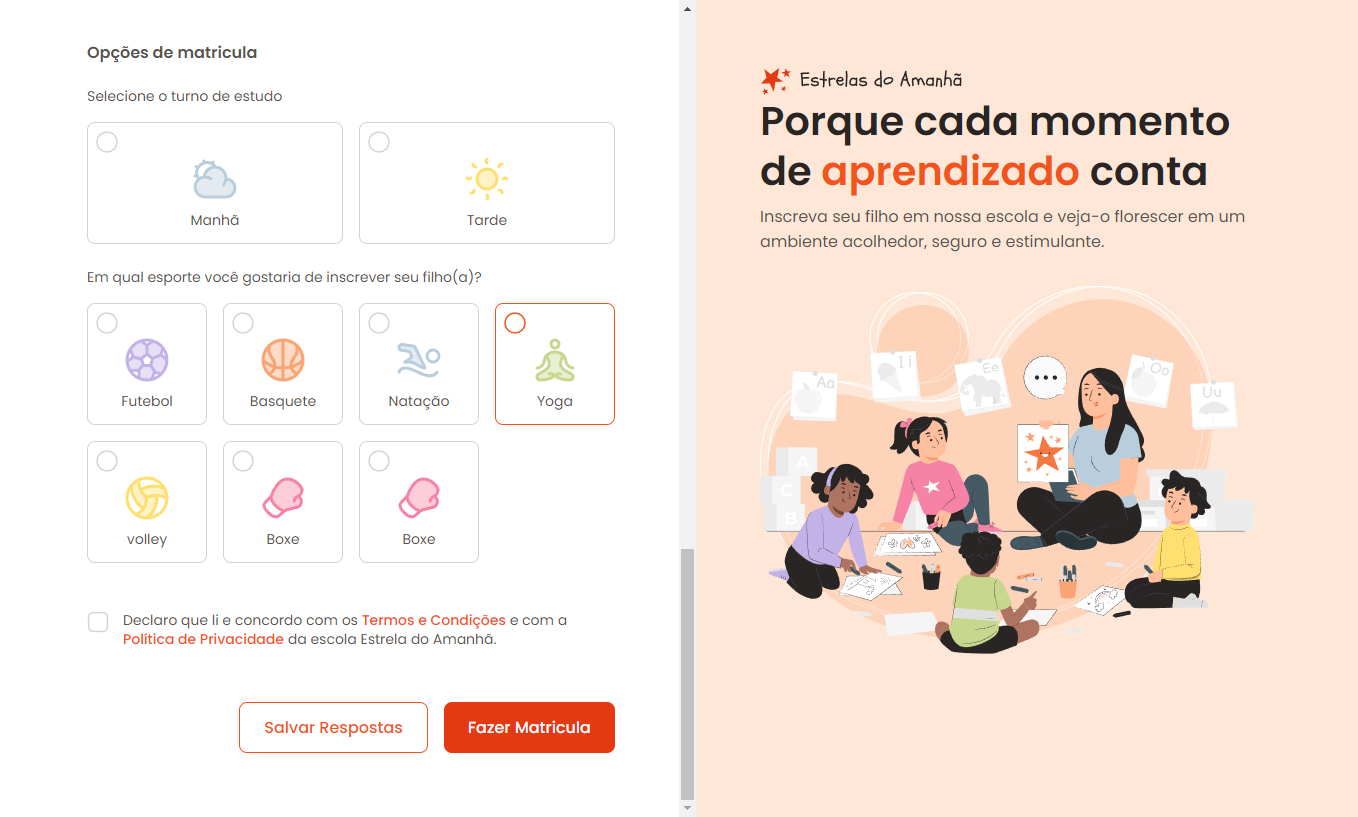 Opções de matricula
Selecione o turno de estudo
Manhã
Tarde
Em qual esporte você gostaria de inscrever seu filho(a)?
Futebol
Basquete
Natação
Yoga
volley
Boxe
Boxe
Declaro que li e concordo com os Termos e Condições e com a
Política de Privacidade da escola Estrela do Amanhã.
Salvar Respostas
Fazer Matricula
Estrelas do Amanhã
Porque cada momento
de aprendizado conta
Inscreva seu filho em nossa escola e veja-o florescer em um
ambiente acolhedor, seguro e estimulante.
Aa
Ii
Ee
Oo
Uu
A
C
B